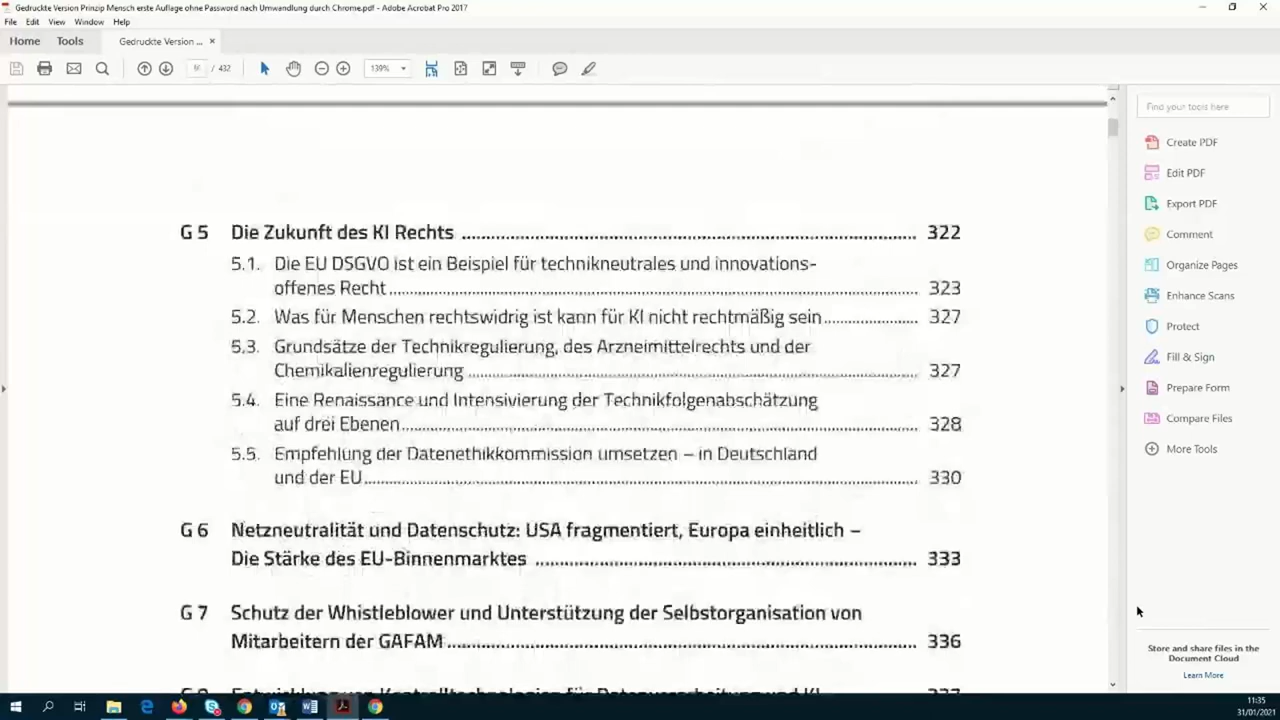 Gedruckte Version Prinzip Mensch erste Auflage ohne Password nach Umwandlung durch Chrome.pdf - Adobe Acrobat Pro 2017
File Edit View Window Help
Home Tools Gedruckte Version ... ×
/ 432 139%
Find your tools here
Create PDF
Edit PDF
Export PDF
Comment
Organize Pages
Enhance Scans
Protect
Fill & Sign
Prepare Form
Compare Files
More Tools
G 5 Die Zukunft des KI Rechts ........ 322
5.1. Die EU DSGVO ist ein Beispiel für technikneutrales und innovations-
offenes Recht ........ 323
5.2. Was für Menschen rechtswidrig ist kann für KI nicht rechtmäßig sein ........ 327
5.3. Grundsätze der Technikregulierung, des Arzneimittelrechts und der
Chemikalienregulierung ........ 327
5.4. Eine Renaissance und Intensivierung der Technikfolgenabschätzung
auf drei Ebenen ........ 328
5.5. Empfehlung der Datenethikkommission umsetzen – in Deutschland
und der EU ........ 330
G 6 Netzneutralität und Datenschutz: USA fragmentiert, Europa einheitlich –
Die Stärke des EU-Binnenmarktes ........ 333
G 7 Schutz der Whistleblower und Unterstützung der Selbstorganisation von
Mitarbeitern der GAFAM ........ 336
Store and share files in the
Document Cloud
Learn More
11:35
31/01/2021